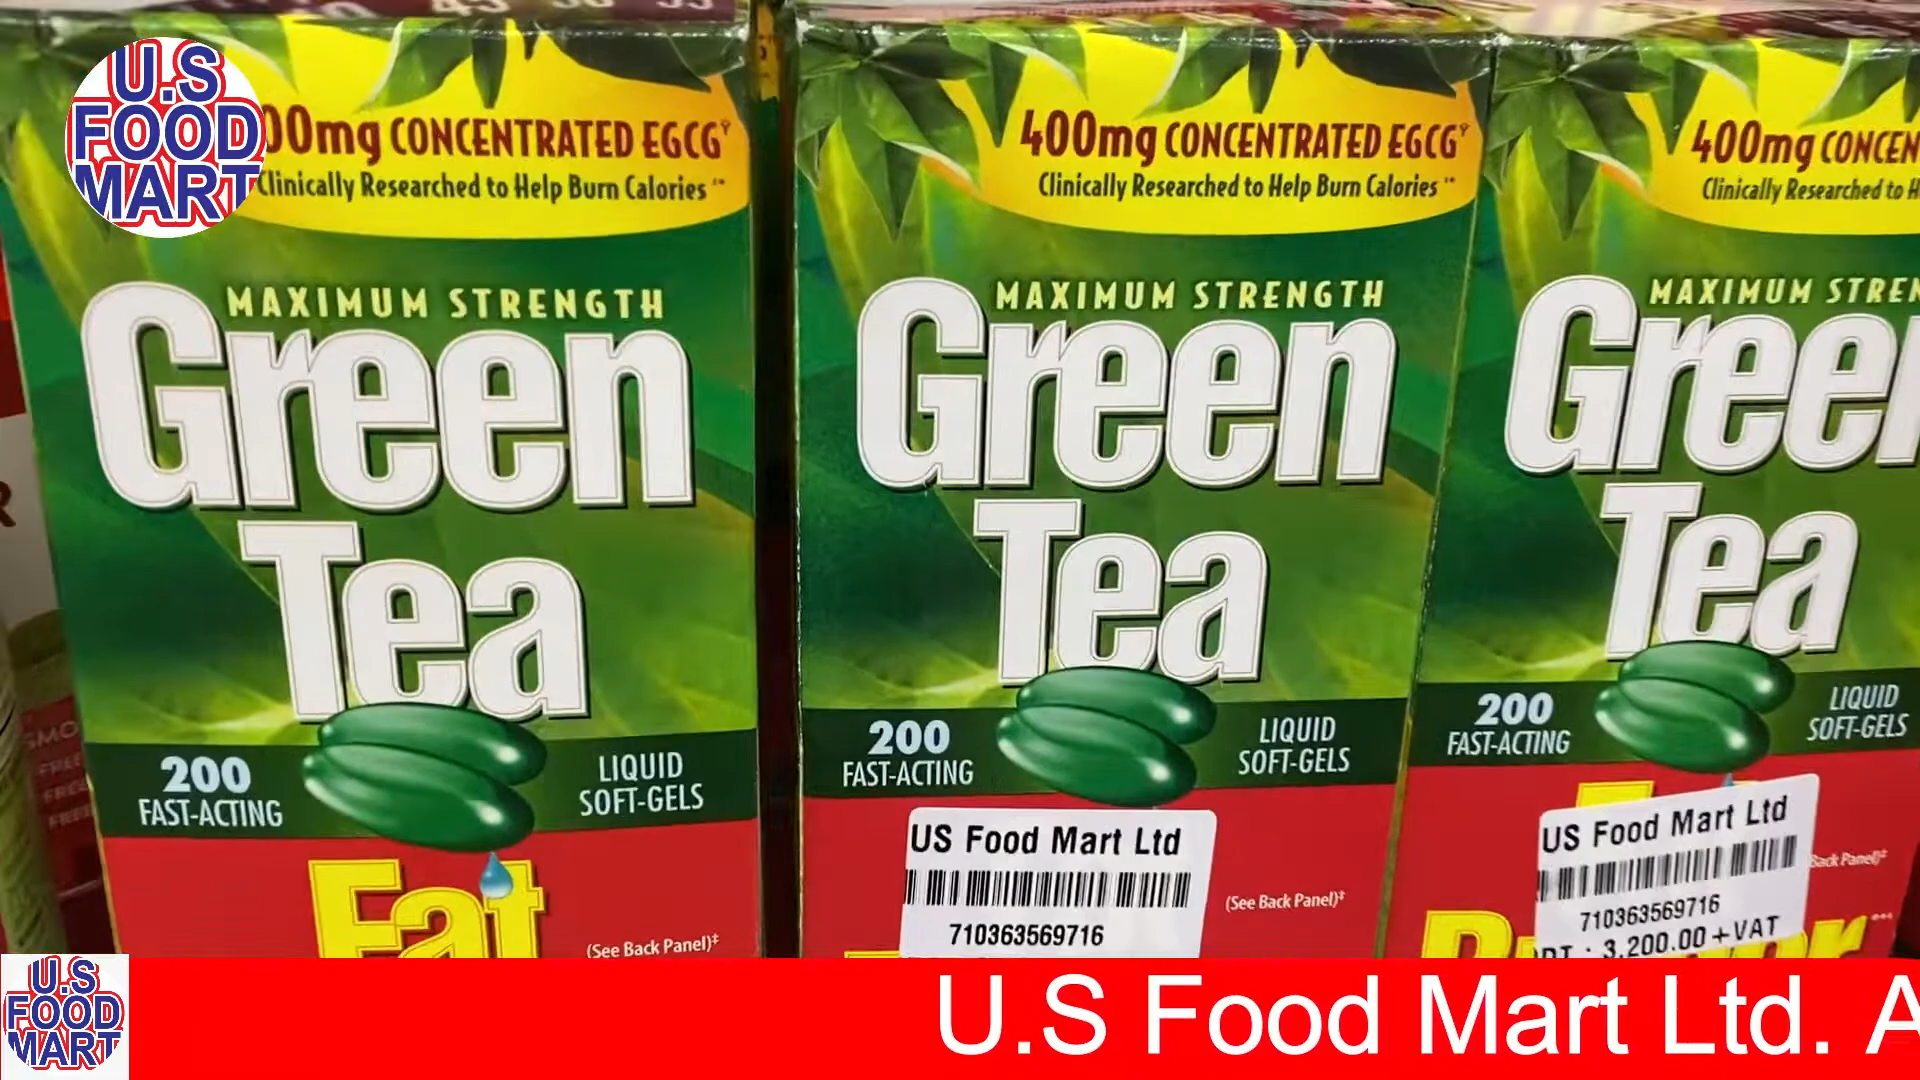 U.S
FOOD
MART
00mg CONCENTRATED EGCG
Clinically Researched to Help Burn Calories
MAXIMUM STRENGTH
Green
Tea
200
FAST-ACTING
LIQUID
SOFT-GELS
Fat
(See Back Panel)‡
400mg CONCENTRATED EGCG
Clinically Researched to Help Burn Calories
MAXIMUM STRENGTH
Green
Tea
200
FAST-ACTING
LIQUID
SOFT-GELS
US Food Mart Ltd
710363569716
(See Back Panel)‡
400mg CONCEN
Clinically Researched to H
MAXIMUM STREN
Green
Tea
200
FAST-ACTING
LIQUID
SOFT-GELS
US Food Mart Ltd
710363569716
: 3,200.00+VAT
Back Panel)‡
U.S
FOOD
MART
U.S Food Mart Ltd. A